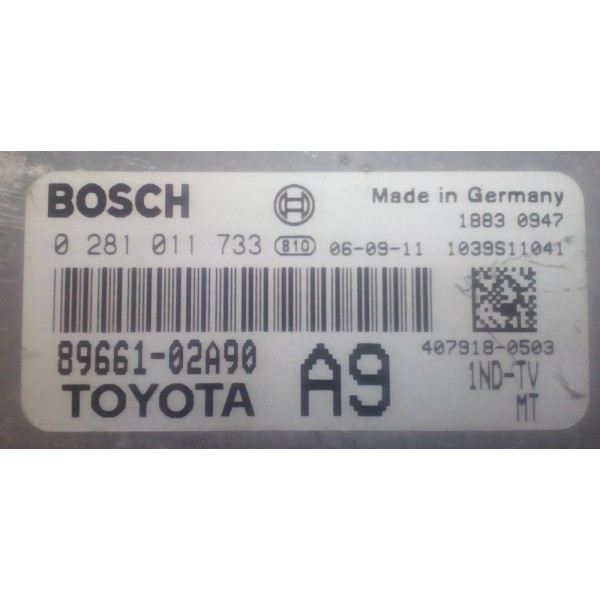 BOSCH Made in Germany
1883 0947
0 281 011 733 810 06-09-11 1039S11041
407918-0503
89661-02A90 A9 1ND-TV
TOYOTA MT